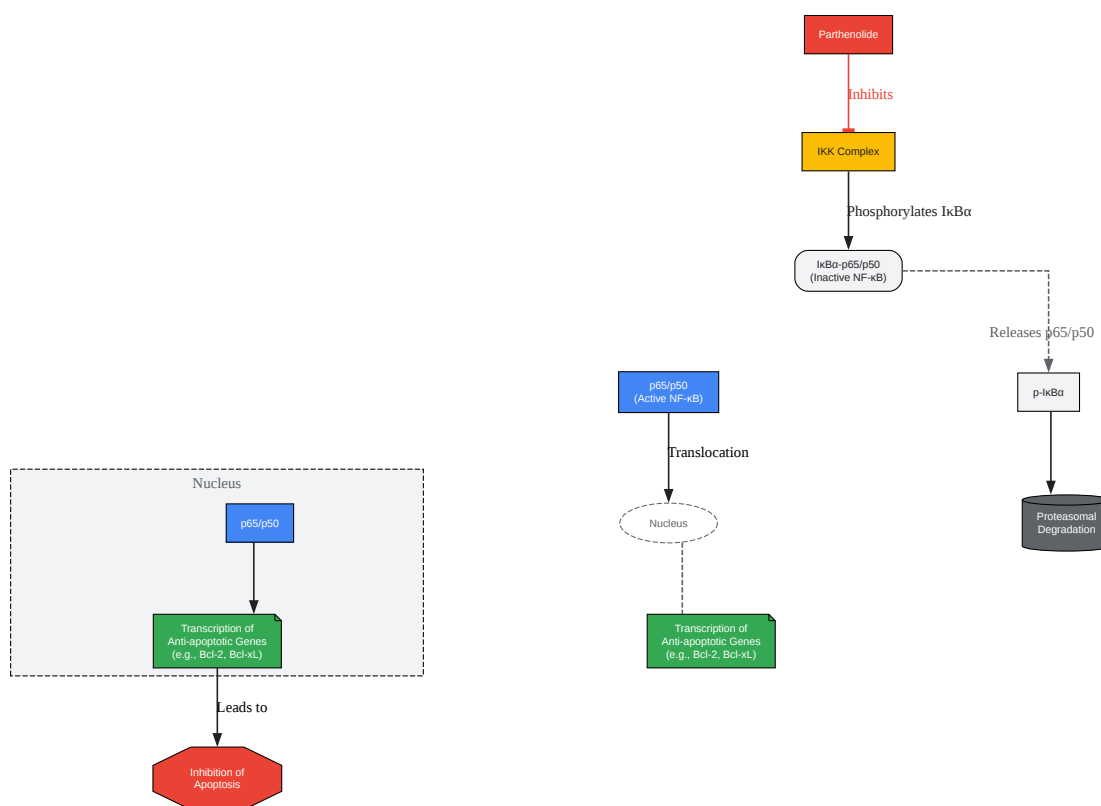 Parthenolide
Inhibits
IKK Complex
Phosphorylates IκBα
IκBα-p65/p50
(Inactive NF-κB)
Releases p65/p50
p65/p50
(Active NF-κB)
p-IκBα
Translocation
Nucleus
p65/p50
Nucleus
Proteasomal
Degradation
Transcription of
Anti-apoptotic Genes
(e.g., Bcl-2, Bcl-xL)
Transcription of
Anti-apoptotic Genes
(e.g., Bcl-2, Bcl-xL)
Leads to
Inhibition of
Apoptosis